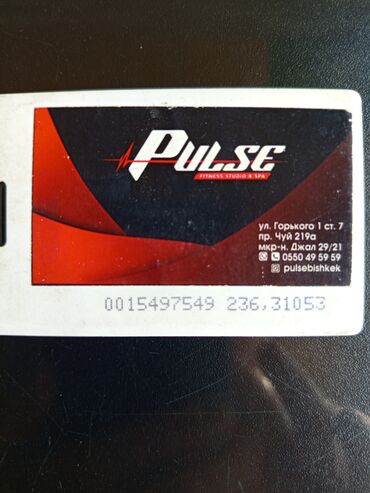 PULSE
FITNESS STUDIO & SPA
ул. Горького 1 ст. 7
пр. Чуй 219а
мкр-н. Джал 29/21
0550 49 59 59
pulsebishkek
0015497549 236,31053